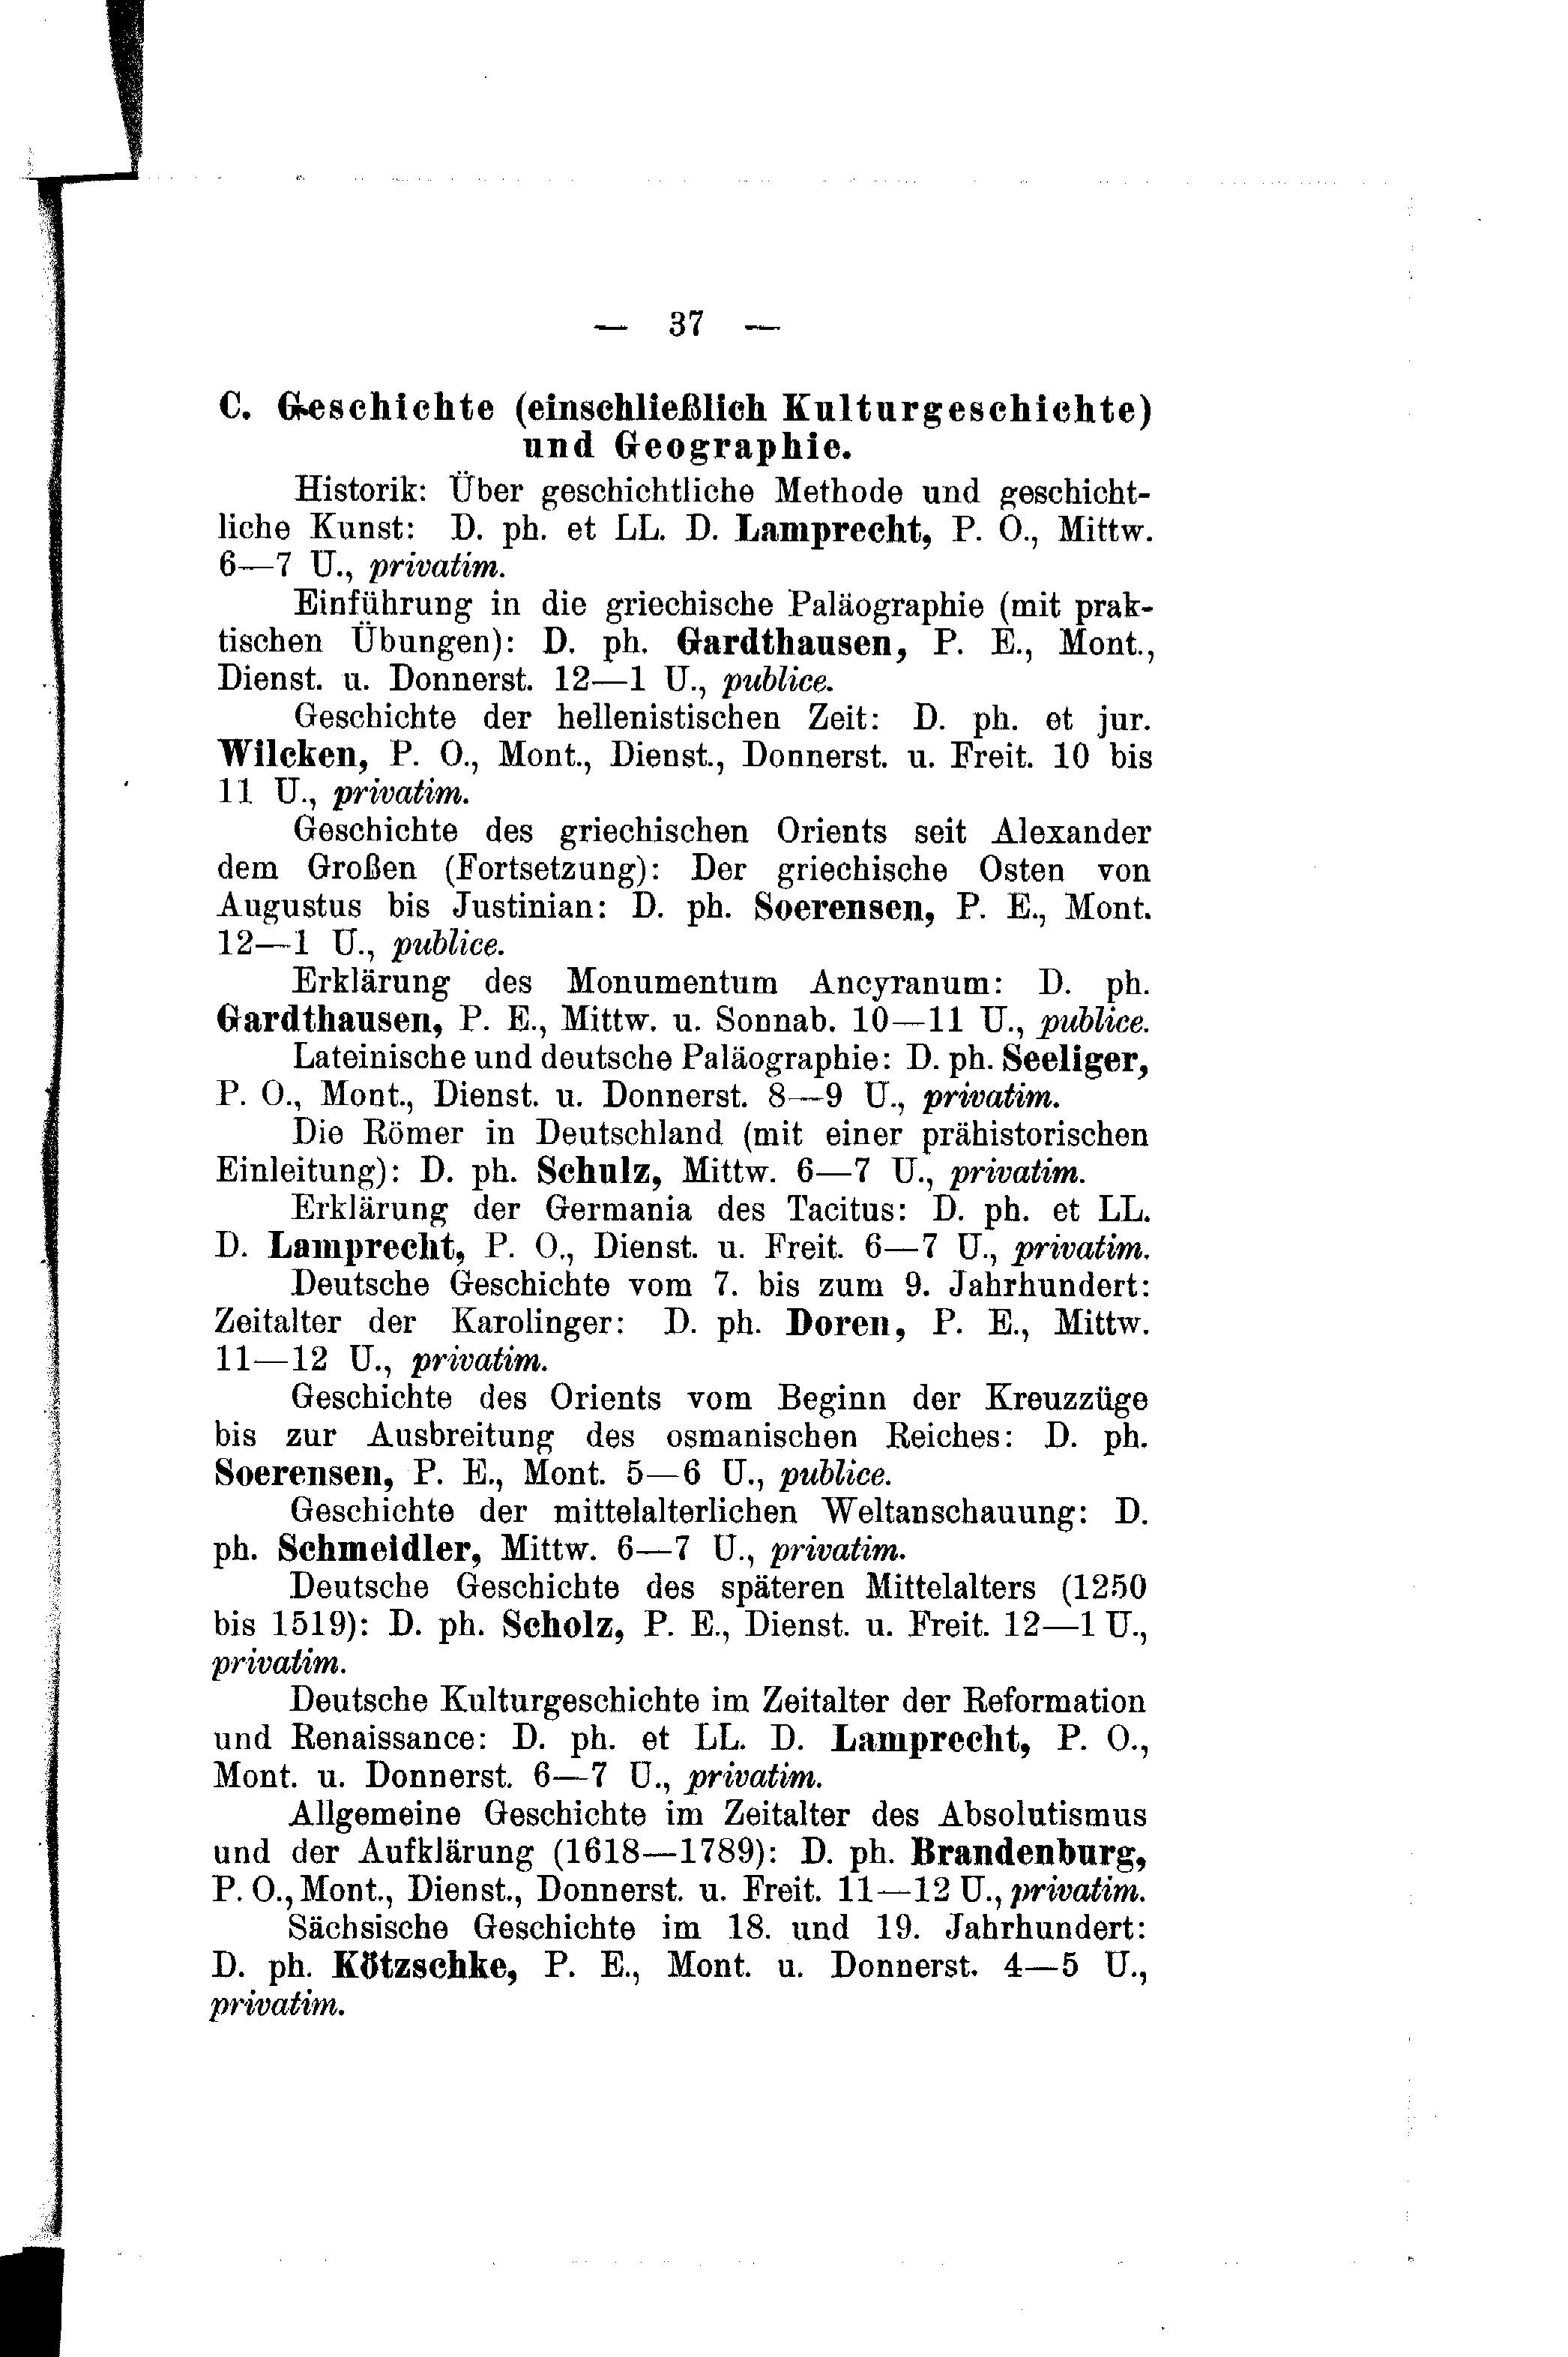 — 37 —
C. Geschichte (einschließlich Kulturgeschichte)
und Geographie.
Historik: Über geschichtliche Methode und geschicht-
liche Kunst: D. ph. et LL. D. Lamprecht, P. O., Mittw.
6—7 U., privatim.
Einführung in die griechische Paläographie (mit prak-
tischen Übungen): D. ph. Gardthausen, P. E., Mont.,
Dienst. u. Donnerst. 12—1 U., publice.
Geschichte der hellenistischen Zeit: D. ph. et jur.
Wilcken, P. O., Mont., Dienst., Donnerst. u. Freit. 10 bis
11 U., privatim.
Geschichte des griechischen Orients seit Alexander
dem Großen (Fortsetzung): Der griechische Osten von
Augustus bis Justinian: D. ph. Soerensen, P. E., Mont.
12—1 U., publice.
Erklärung des Monumentum Ancyranum: D. ph.
Gardthausen, P. E., Mittw. u. Sonnab. 10—11 U., publice.
Lateinische und deutsche Paläographie: D. ph. Seeliger,
P. O., Mont., Dienst. u. Donnerst. 8—9 U., privatim.
Die Römer in Deutschland (mit einer prähistorischen
Einleitung): D. ph. Schulz, Mittw. 6—7 U., privatim.
Erklärung der Germania des Tacitus: D. ph. et LL.
D. Lamprecht, P. O., Dienst. u. Freit. 6—7 U., privatim.
Deutsche Geschichte vom 7. bis zum 9. Jahrhundert:
Zeitalter der Karolinger: D. ph. Doren, P. E., Mittw.
11—12 U., privatim.
Geschichte des Orients vom Beginn der Kreuzzüge
bis zur Ausbreitung des osmanischen Reiches: D. ph.
Soerensen, P. E., Mont. 5—6 U., publice.
Geschichte der mittelalterlichen Weltanschauung: D.
ph. Schmeidler, Mittw. 6—7 U., privatim.
Deutsche Geschichte des späteren Mittelalters (1250
bis 1519): D. ph. Scholz, P. E., Dienst. u. Freit. 12—1 U.,
privatim.
Deutsche Kulturgeschichte im Zeitalter der Reformation
und Renaissance: D. ph. et LL. D. Lamprecht, P. O.,
Mont. u. Donnerst. 6—7 U., privatim.
Allgemeine Geschichte im Zeitalter des Absolutismus
und der Aufklärung (1618—1789): D. ph. Brandenburg,
P. O., Mont., Dienst., Donnerst. u. Freit. 11—12 U., privatim.
Sächsische Geschichte im 18. und 19. Jahrhundert:
D. ph. Kötzschke, P. E., Mont. u. Donnerst. 4—5 U.,
privatim.